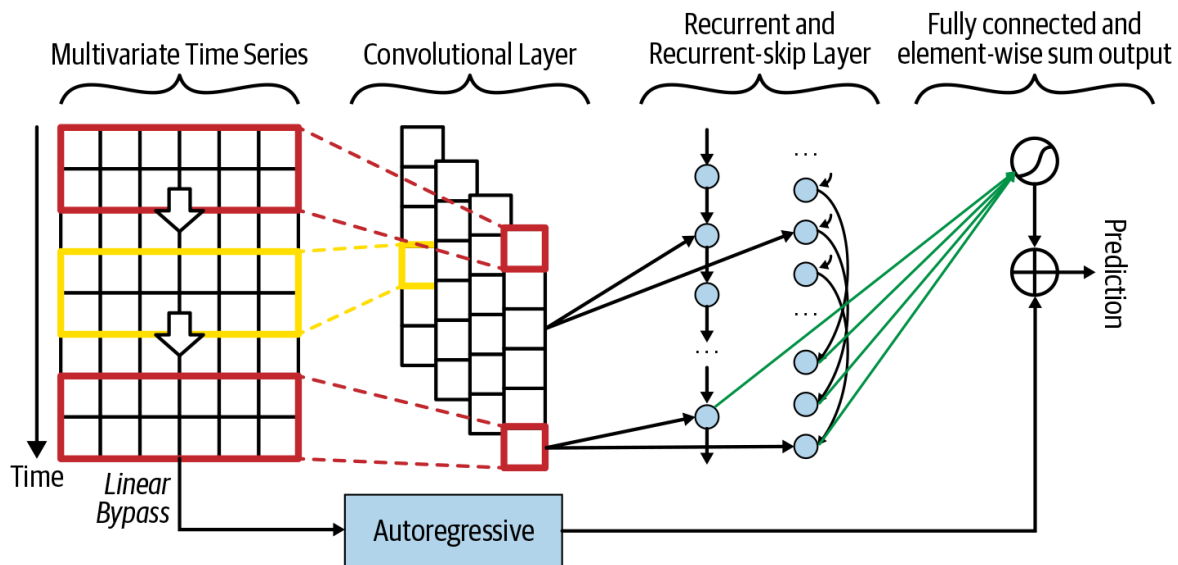 Multivariate Time Series
Convolutional Layer
Recurrent and
Recurrent-skip Layer
Fully connected and
element-wise sum output
...
...
...
Prediction
Time
Linear
Bypass
Autoregressive